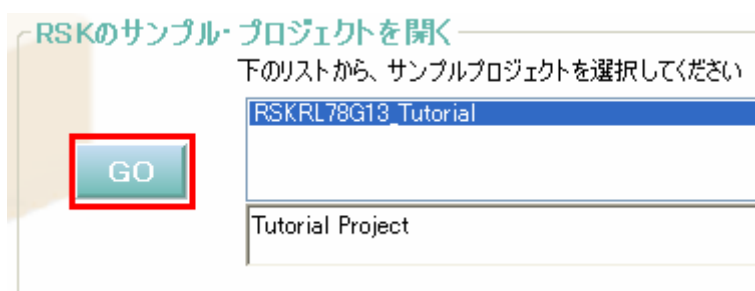 RSKのサンプル・プロジェクトを開く
下のリストから、サンプルプロジェクトを選択してください
RSKRL78G13_Tutorial
GO
Tutorial Project